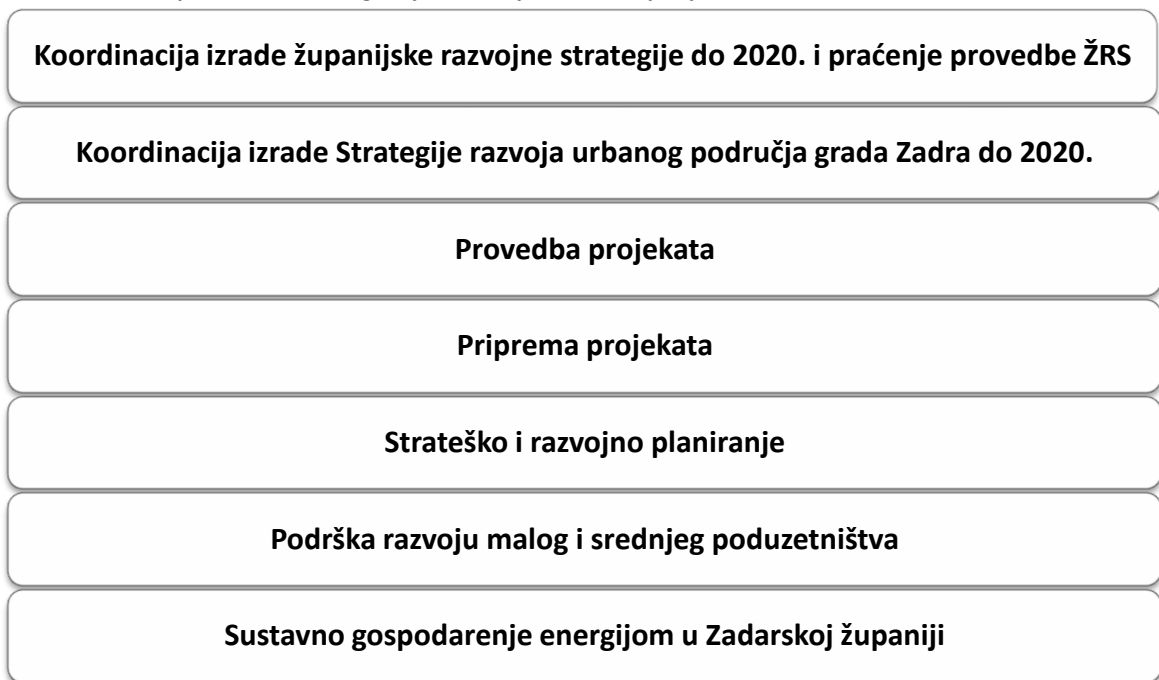 Koordinacija izrade županijske razvojne strategije do 2020. i praćenje provedbe ŽRS
Koordinacija izrade Strategije razvoja urbanog područja grada Zadra do 2020.
Provedba projekata
Priprema projekata
Strateško i razvojno planiranje
Podrška razvoju malog i srednjeg poduzetništva
Sustavno gospodarenje energijom u Zadarskoj županiji